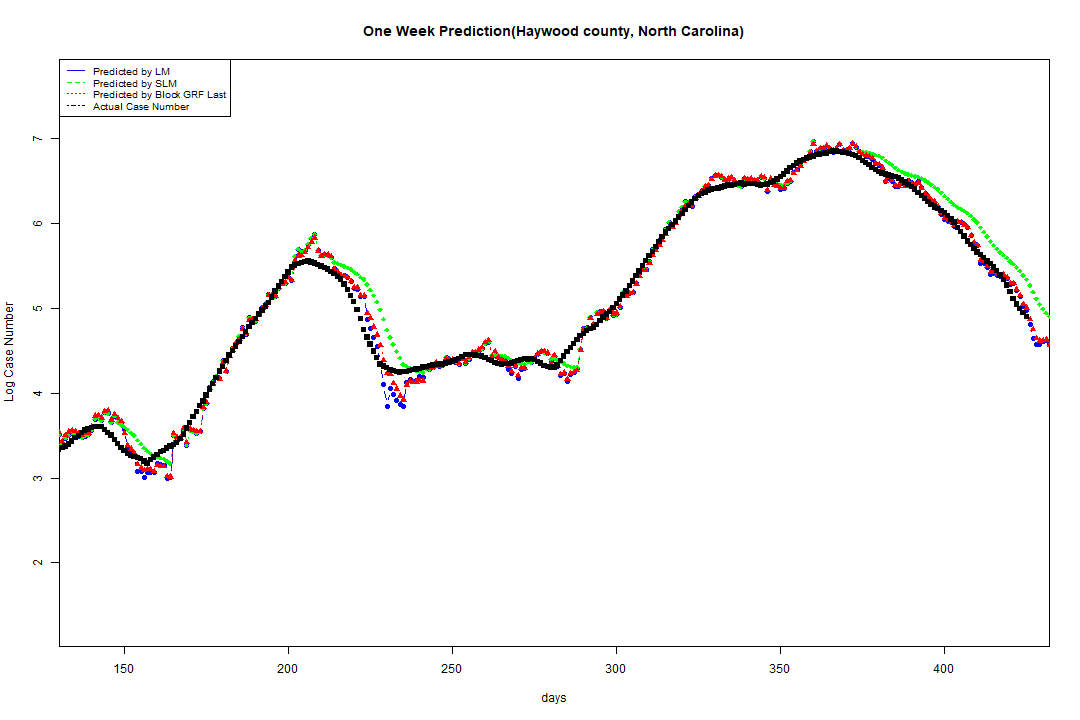 One Week Prediction(Haywood county, North Carolina)
Predicted by LM
Predicted by SLM
Predicted by Block GRF Last
Actual Case Number
7
6
5
4
3
2
Log Case Number
150 200 250 300 350 400
days